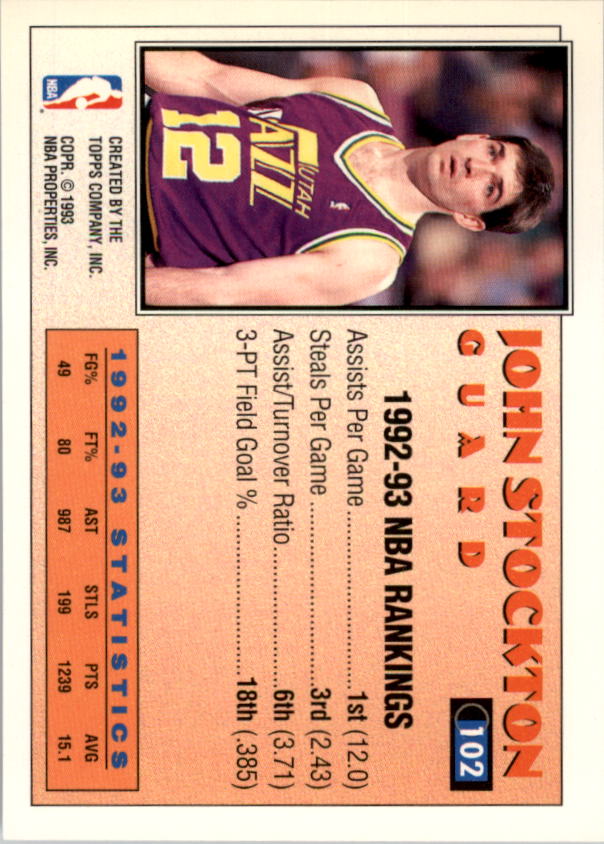 JOHN STOCKTON
GUARD
102
1992-93 NBA RANKINGS
Assists Per Game..............................1st (12.0)
Steals Per Game..............................3rd (2.43)
Assist/Turnover Ratio......................6th (3.71)
3-PT Field Goal %..........................18th (.385)
UTAH
JAZZ
12
NBA
CREATED BY THE
TOPPS COMPANY, INC.
COPR. © 1993
NBA PROPERTIES, INC.
1992-93 STATISTICS
FG% FT% AST STLS PTS AVG
49 80 987 199 1239 15.1